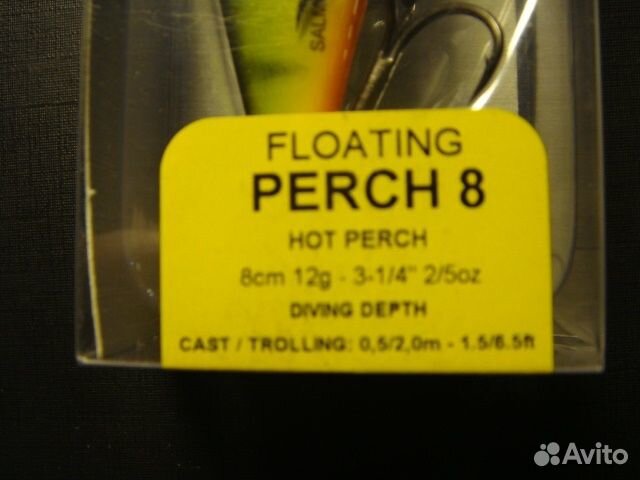 FLOATING
PERCH 8
HOT PERCH
8cm 12g - 3-1/4" 2/5oz
DIVING DEPTH
CAST / TROLLING: 0,5/2,0m - 1.5/6.5ft
Avito